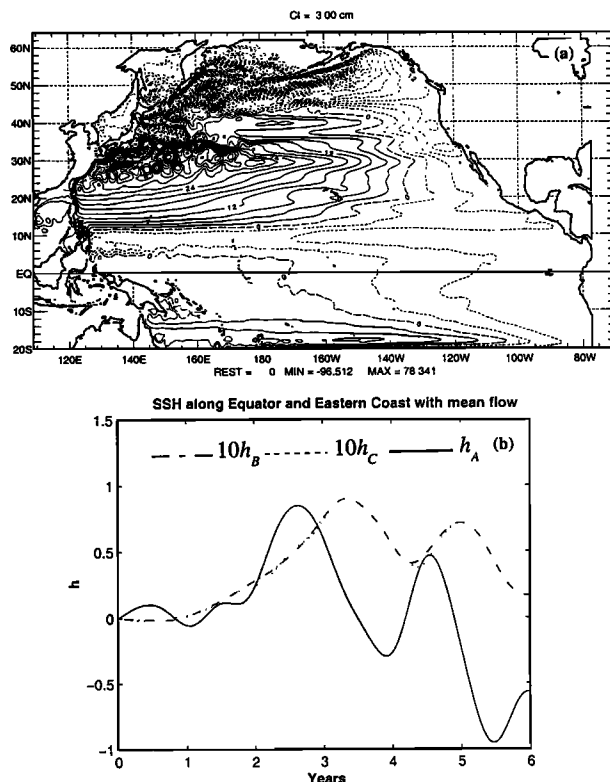 CI = 3 00 cm
(a)
60N
50N
40N
30N
20N
10N
EQ
10S
20S
24
12
0
120E
140E
160E
180
160W
140W
120W
100W
80W
REST = 0 MIN = -96.512 MAX = 78 341
SSH along Equator and Eastern Coast with mean flow
10h_B 10h_C h_A (b)
1.5
1
0.5
0
−0.5
−1
h
0 1 2 3 4 5 6
Years